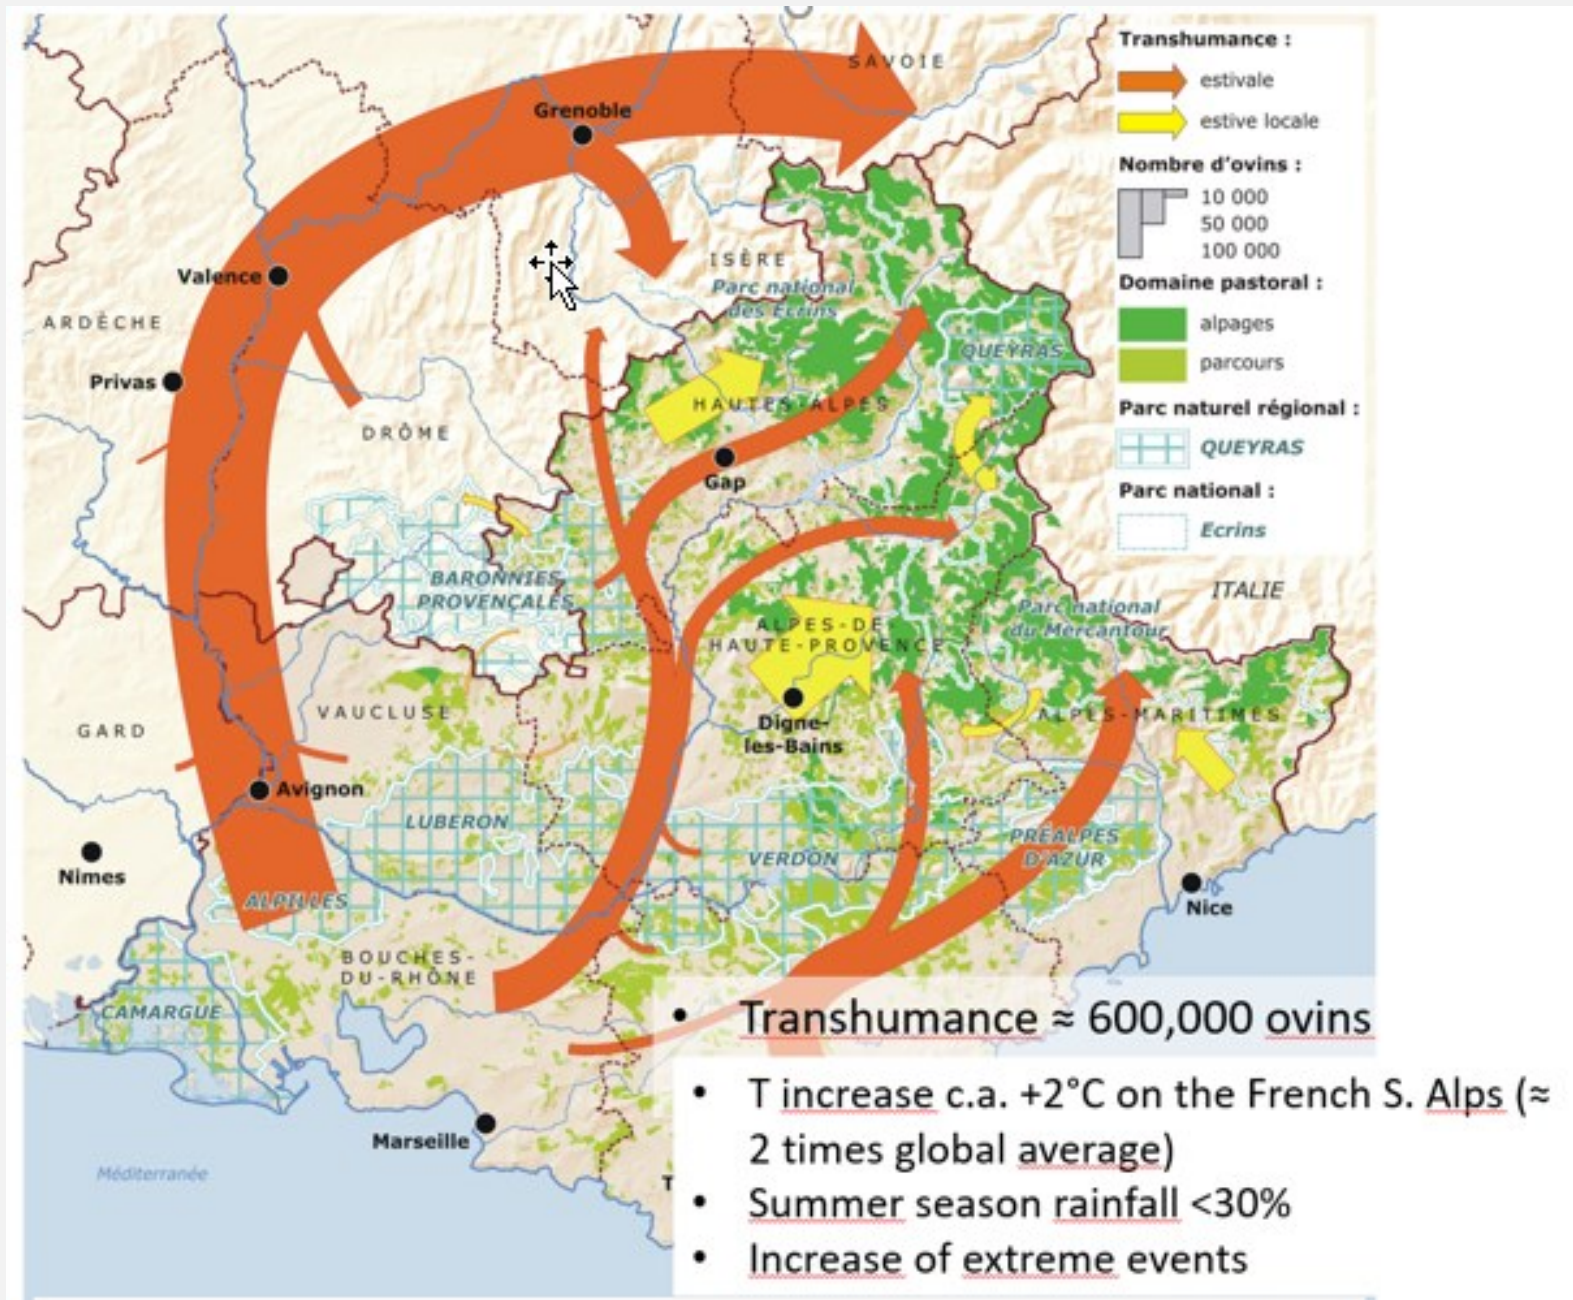 SAVOIE
Grenoble
Valence
ISÈRE
Parc national
des Ecrins
ARDÈCHE
QUEYRAS
Privas
HAUTES-ALPES
DRÔME
Gap
BARONNIES
PROVENÇALES
ITALIE
Parc national
du Mercantour
ALPES-DE
HAUTE-PROVENCE
VAUCLUSE
GARD
Digne-
les-Bains
ALPES-MARITIMES
Avignon
LUBERON
VERDON
PRÉALPES
D'AZUR
Nimes
ALPILLES
Nice
BOUCHES-
DU-RHÔNE
CAMARGUE
Marseille
Méditerranée
T
Transhumance :
estivale
estive locale
Nombre d'ovins :
10 000
50 000
100 000
Domaine pastoral :
alpages
parcours
Parc naturel régional :
QUEYRAS
Parc national :
Ecrins
• Transhumance ≈ 600,000 ovins
• T increase c.a. +2°C on the French S. Alps (≈
2 times global average)
• Summer season rainfall <30%
• Increase of extreme events